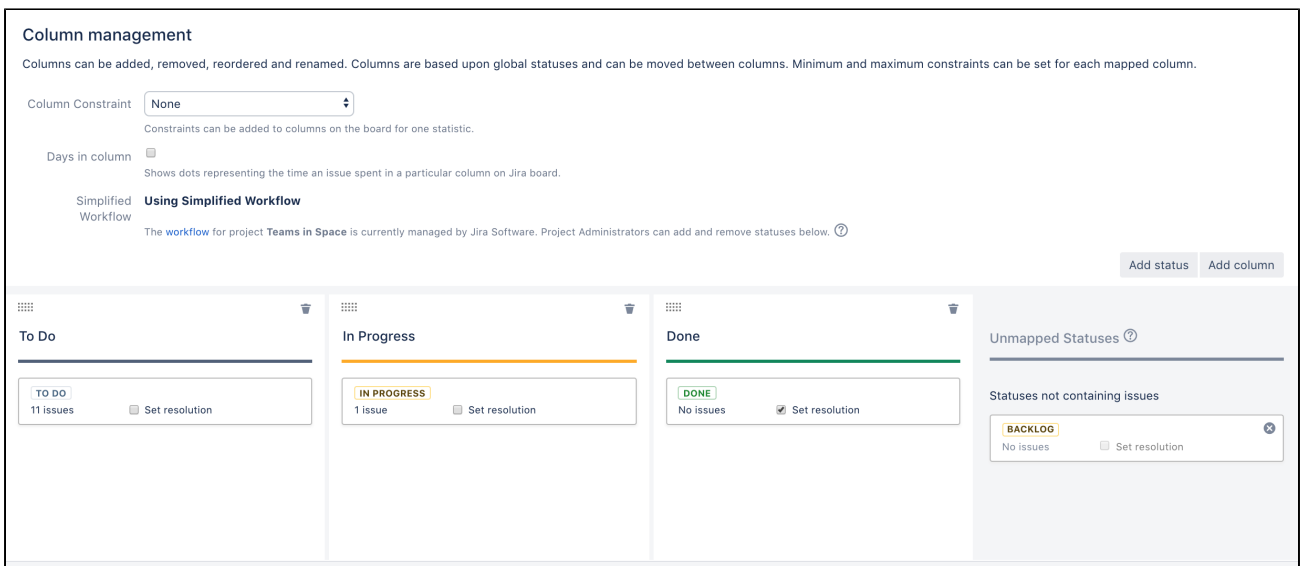 Column management
Columns can be added, removed, reordered and renamed. Columns are based upon global statuses and can be moved between columns. Minimum and maximum constraints can be set for each mapped column.
Column Constraint None
Constraints can be added to columns on the board for one statistic.
Days in column
Shows dots representing the time an issue spent in a particular column on Jira board.
Simplified Workflow
Using Simplified Workflow
The workflow for project Teams in Space is currently managed by Jira Software. Project Administrators can add and remove statuses below. ?
Add status Add column
To Do
TO DO
11 issues Set resolution
In Progress
IN PROGRESS
1 issue Set resolution
Done
DONE
No issues Set resolution
Unmapped Statuses ?
Statuses not containing issues
BACKLOG
No issues Set resolution